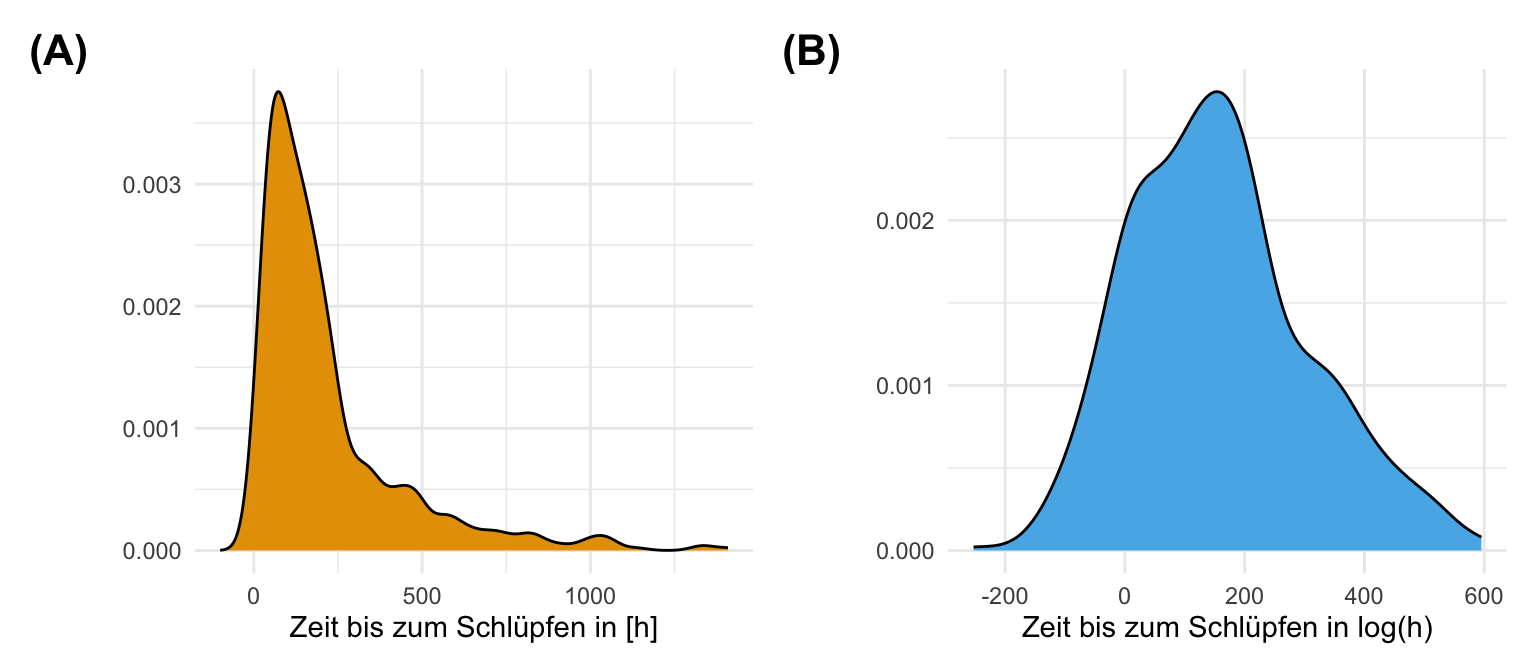 (A)
0.003
0.002
0.001
0.000
0 500 1000
Zeit bis zum Schlüpfen in [h]
(B)
0.002
0.001
0.000
-200 0 200 400 600
Zeit bis zum Schlüpfen in log(h)